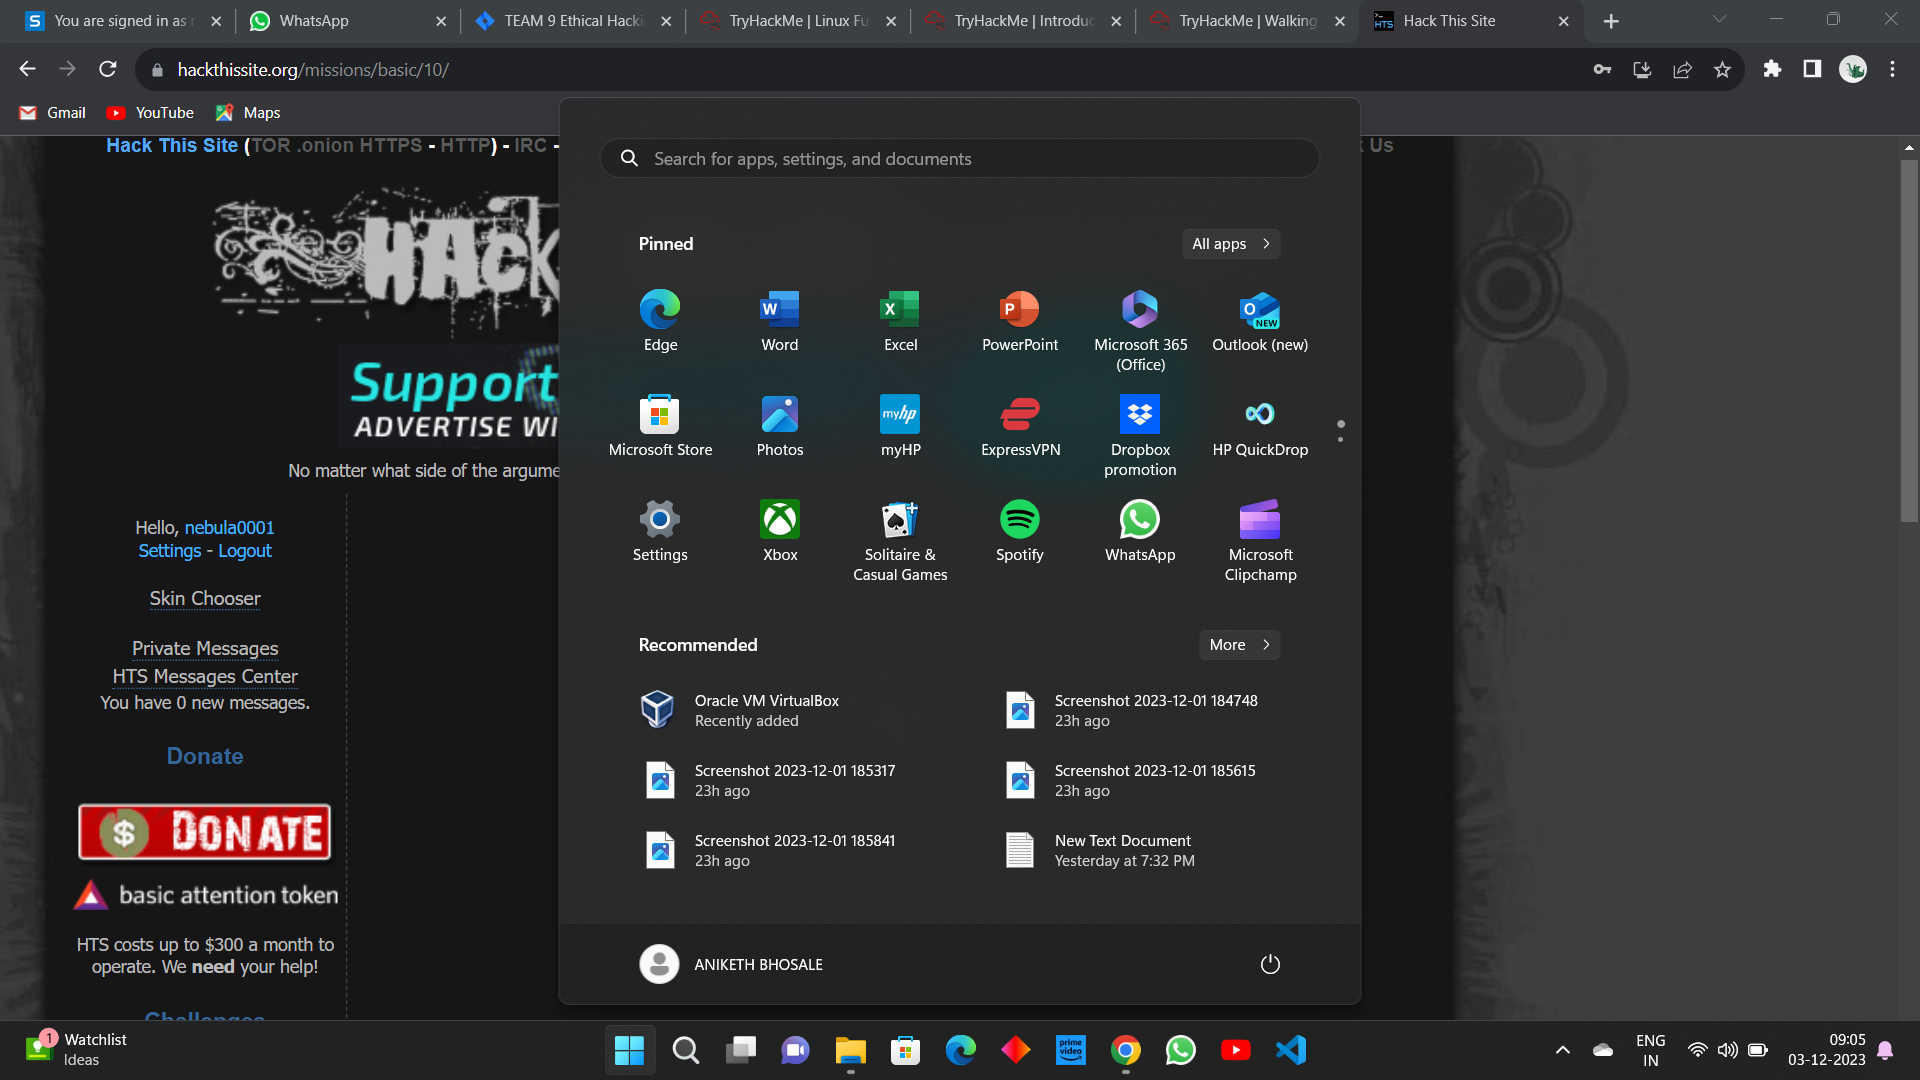 You are signed in as
WhatsApp
TEAM 9 Ethical Hacki
TryHackMe | Linux Fu
TryHackMe | Introduc
TryHackMe | Walking
HTS
Hack This Site
hackthissite.org/missions/basic/10/
Gmail
YouTube
Maps
Hack This Site (TOR .onion HTTPS - HTTP) - IRC -
Us
HACK
Support
ADVERTISE WI
No matter what side of the argume
Hello, nebula0001
Settings - Logout
Skin Chooser
Private Messages
HTS Messages Center
You have 0 new messages.
Donate
$ DONATE
basic attention token
HTS costs up to $300 a month to
operate. We need your help!
Challenges
Search for apps, settings, and documents
Pinned
All apps
Edge
Word
Excel
PowerPoint
Microsoft 365
(Office)
NEW
Outlook (new)
Microsoft Store
Photos
myhp
myHP
ExpressVPN
Dropbox
promotion
HP QuickDrop
Settings
Xbox
Solitaire &
Casual Games
Spotify
WhatsApp
Microsoft
Clipchamp
Recommended
More
Oracle VM VirtualBox
Recently added
Screenshot 2023-12-01 184748
23h ago
Screenshot 2023-12-01 185317
23h ago
Screenshot 2023-12-01 185615
23h ago
Screenshot 2023-12-01 185841
23h ago
New Text Document
Yesterday at 7:32 PM
ANIKETH BHOSALE
1
Watchlist
Ideas
prime
video
ENG
IN
09:05
03-12-2023